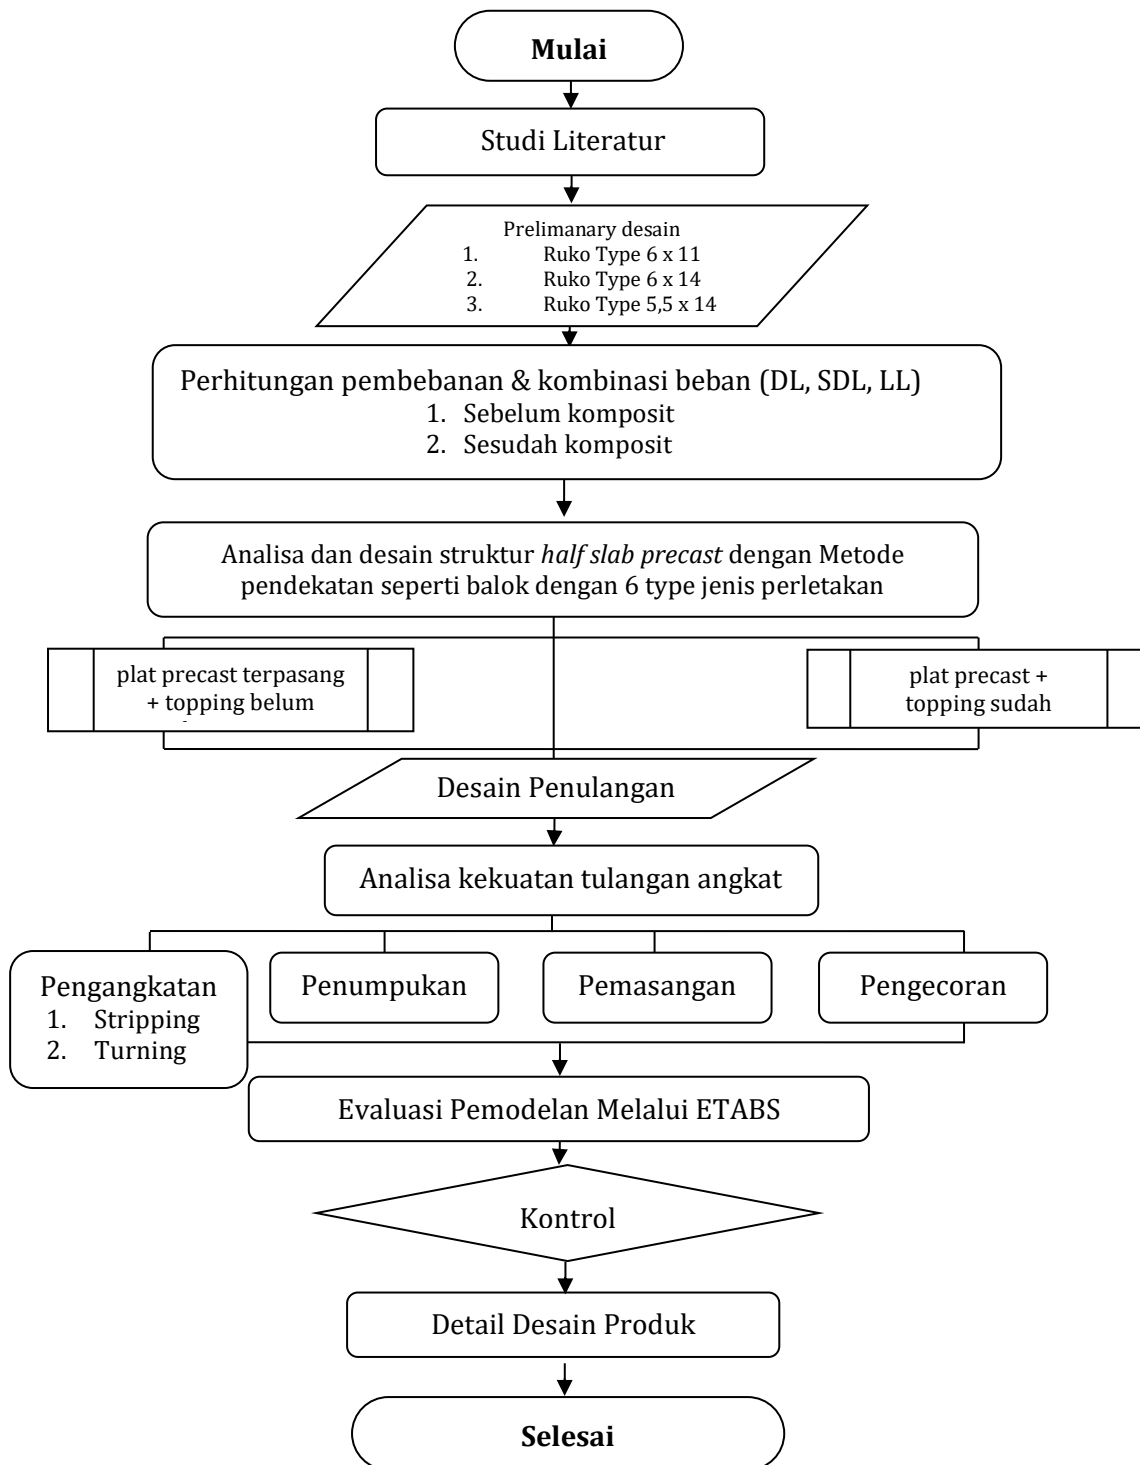 Mulai
Studi Literatur
Prelimanary desain
1. Ruko Type 6 x 11
2. Ruko Type 6 x 14
3. Ruko Type 5,5 x 14
Perhitungan pembebanan & kombinasi beban (DL, SDL, LL)
1. Sebelum komposit
2. Sesudah komposit
Analisa dan desain struktur half slab precast dengan Metode
pendekatan seperti balok dengan 6 type jenis perletakan
plat precast terpasang
+ topping belum
plat precast +
topping sudah
Desain Penulangan
Analisa kekuatan tulangan angkat
Pengangkatan
1. Stripping
2. Turning
Penumpukan
Pemasangan
Pengecoran
Evaluasi Pemodelan Melalui ETABS
Kontrol
Detail Desain Produk
Selesai